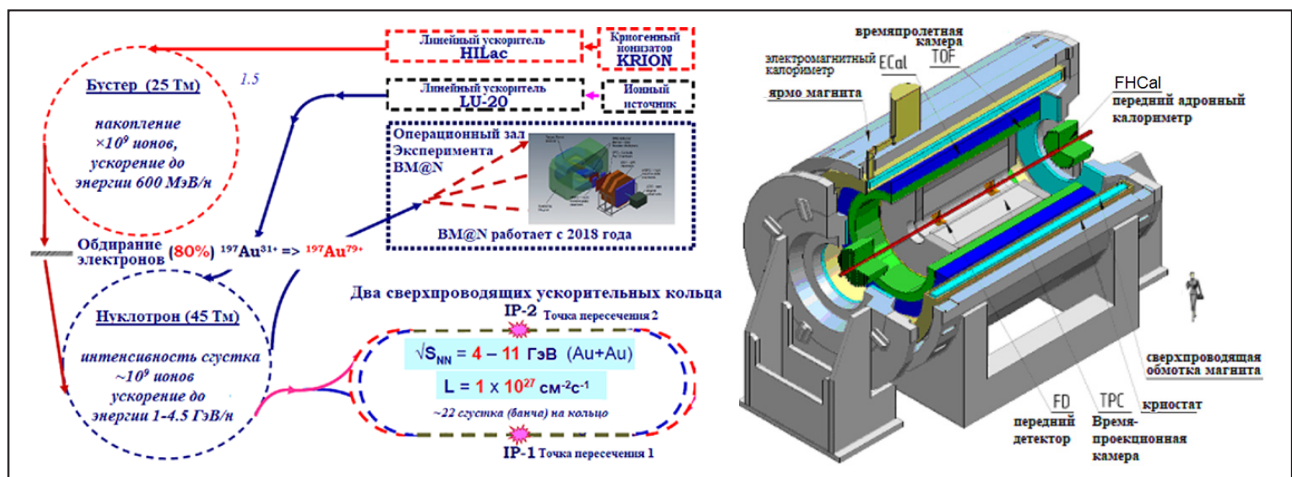 Бустер (25 Тм)
1.5
накопление
×10⁹ ионов,
ускорение до
энергии 600 МэВ/н
Линейный ускоритель
HILac
Криогенный
ионизатор
KRION
Линейный ускоритель
LU-20
Ионный
источник
Операционный зал
Эксперимента
BM@N
BM@N работает с 2018 года
Обдирание
электронов
(80%) ¹⁹⁷Au³¹⁺ => ¹⁹⁷Au⁷⁹⁺
Нуклотрон (45 Тм)
интенсивность сгустка
~10⁹ ионов
ускорение до
энергии 1-4.5 ГэВ/н
Два сверхпроводящих ускорительных кольца
IP-2 Точка пересечения 2
√S_NN = 4 – 11 ГэВ (Au+Au)
L = 1 x 10²⁷ см⁻²с⁻¹
~22 сгустка (банча) на кольцо
IP-1 Точка пересечения 1
времяпролетная
камера
TOF
электромагнитный
калориметр
ECal
ярмо магнита
FHCal
передний адронный
калориметр
сверхпроводящая
обмотка магнита
криостат
FD
передний
детектор
TPC
Время-
проекционная
камера